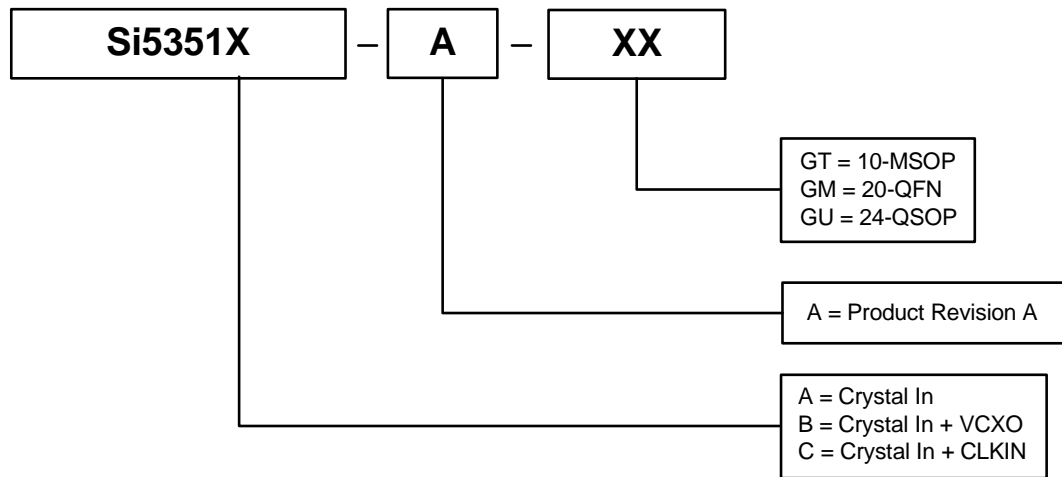 Si5351X – A – XX
GT = 10-MSOP
GM = 20-QFN
GU = 24-QSOP
A = Product Revision A
A = Crystal In
B = Crystal In + VCXO
C = Crystal In + CLKIN